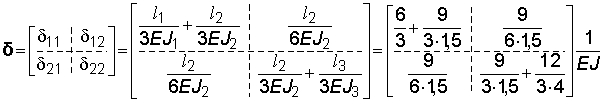 δ = [δ11 δ12 / δ21 δ22] = [l1/3EJ1 + l2/3EJ2 l2/6EJ2 / l2/6EJ2 l2/3EJ2 + l3/3EJ3] = [6/3 + 9/3·1,5 9/6·1,5 / 9/6·1,5 9/3·1,5 + 12/3·4] 1/EJ